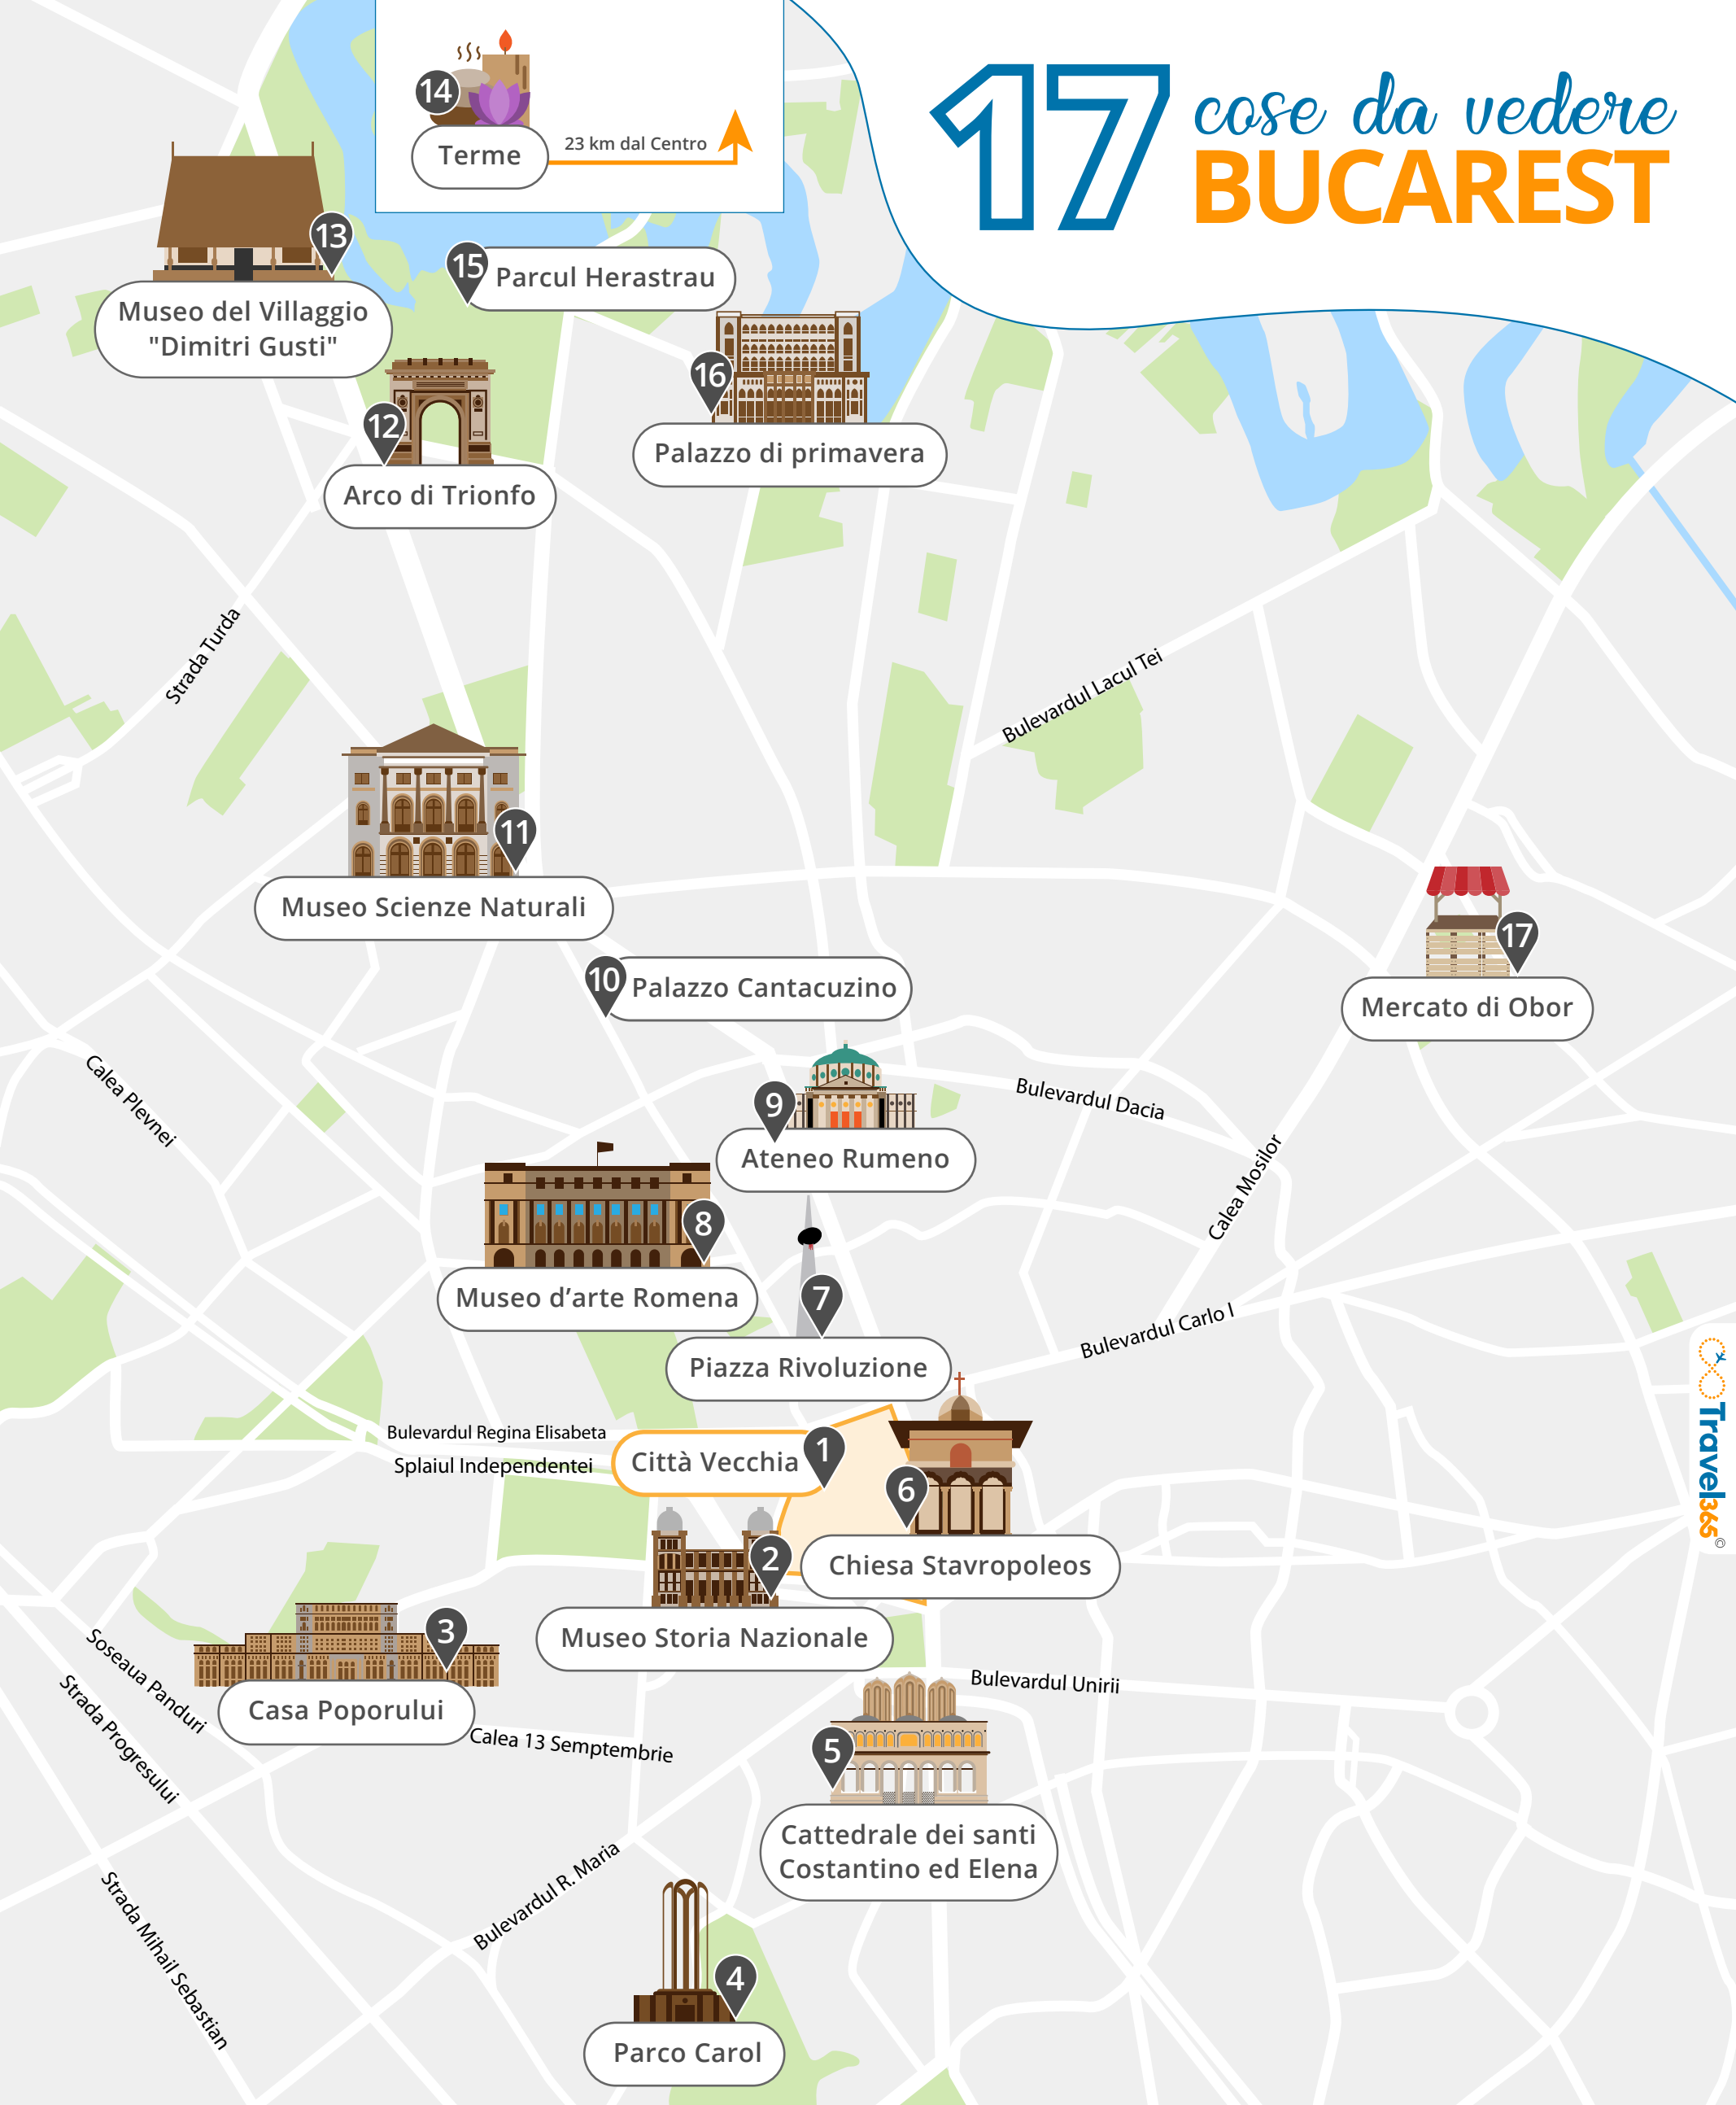 17 cose da vedere
BUCAREST
14
Terme
23 km dal Centro
13
Museo del Villaggio
"Dimitri Gusti"
15
Parcul Herastrau
16
Palazzo di primavera
12
Arco di Trionfo
Strada Turda
Bulevardul Lacul Tei
11
Museo Scienze Naturali
17
Mercato di Obor
10
Palazzo Cantacuzino
Calea Plevnei
9
Ateneo Rumeno
Bulevardul Dacia
Calea Mosilor
8
Museo d’arte Romena
7
Piazza Rivoluzione
Bulevardul Carlo I
Bulevardul Regina Elisabeta
Splaiul Independentei
Città Vecchia
1
6
Chiesa Stavropoleos
2
Museo Storia Nazionale
3
Casa Poporului
Soseaua Panduri
Strada Progresului
Calea 13 Semptembrie
Bulevardul Unirii
5
Cattedrale dei santi
Costantino ed Elena
Bulevardul R. Maria
Strada Mihail Sebastian
4
Parco Carol
Travel365©